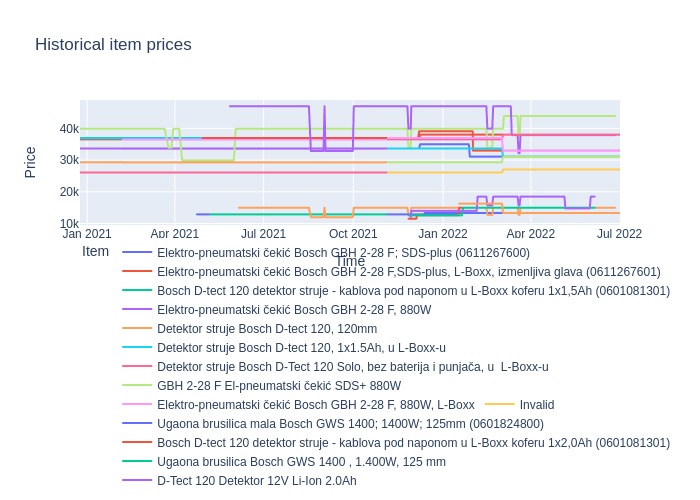 Historical item prices
Price
40k
30k
20k
10k
Jan 2021 Apr 2021 Jul 2021 Oct 2021 Jan 2022 Apr 2022 Jul 2022
Time
Item
Elektro-pneumatski čekić Bosch GBH 2-28 F; SDS-plus (0611267600)
Elektro-pneumatski čekić Bosch GBH 2-28 F,SDS-plus, L-Boxx, izmenljiva glava (0611267601)
Bosch D-tect 120 detektor struje - kablova pod naponom u L-Boxx koferu 1x1,5Ah (0601081301)
Elektro-pneumatski čekić Bosch GBH 2-28 F, 880W
Detektor struje Bosch D-tect 120, 120mm
Detektor struje Bosch D-tect 120, 1x1.5Ah, u L-Boxx-u
Detektor struje Bosch D-Tect 120 Solo, bez baterija i punjača, u L-Boxx-u
GBH 2-28 F El-pneumatski čekić SDS+ 880W
Elektro-pneumatski čekić Bosch GBH 2-28 F, 880W, L-Boxx Invalid
Ugaona brusilica mala Bosch GWS 1400; 1400W; 125mm (0601824800)
Bosch D-tect 120 detektor struje - kablova pod naponom u L-Boxx koferu 1x2,0Ah (0601081301)
Ugaona brusilica Bosch GWS 1400 , 1.400W, 125 mm
D-Tect 120 Detektor 12V Li-Ion 2.0Ah